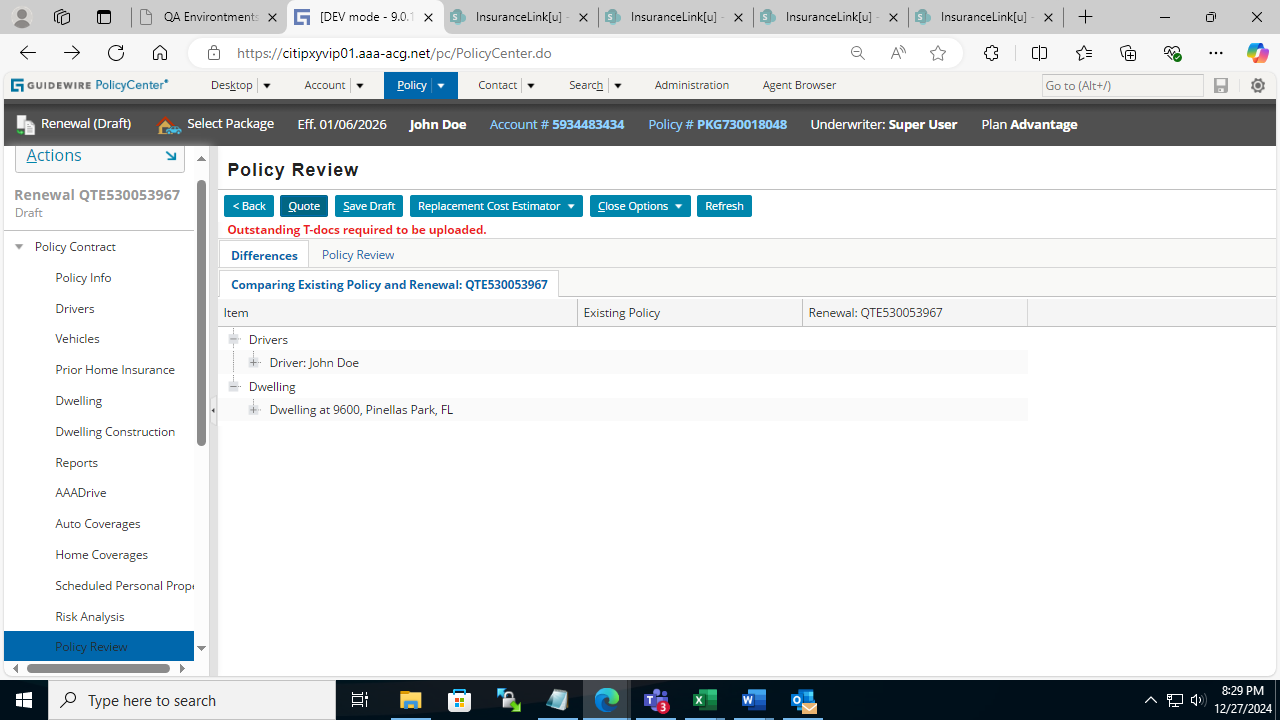 QA Environments
[DEV mode - 9.0.1
InsuranceLink[u] -
InsuranceLink[u] -
InsuranceLink[u] -
InsuranceLink[u] -
https://citipxyvip01.aaa-acg.net/pc/PolicyCenter.do
GUIDEWIRE PolicyCenter®
Desktop
Account
Policy
Contact
Search
Administration
Agent Browser
Go to (Alt+/)
Renewal (Draft)
Select Package
Eff. 01/06/2026
John Doe
Account # 5934483434
Policy # PKG730018048
Underwriter: Super User
Plan Advantage
Actions
Renewal QTE530053967
Draft
Policy Contract
Policy Info
Drivers
Vehicles
Prior Home Insurance
Dwelling
Dwelling Construction
Reports
AAADrive
Auto Coverages
Home Coverages
Scheduled Personal Prope
Risk Analysis
Policy Review
Policy Review
< Back
Quote
Save Draft
Replacement Cost Estimator
Close Options
Refresh
Outstanding T-docs required to be uploaded.
Differences
Policy Review
Comparing Existing Policy and Renewal: QTE530053967
Item
Existing Policy
Renewal: QTE530053967
Drivers
Driver: John Doe
Dwelling
Dwelling at 9600, Pinellas Park, FL
Type here to search
3
8:29 PM
12/27/2024